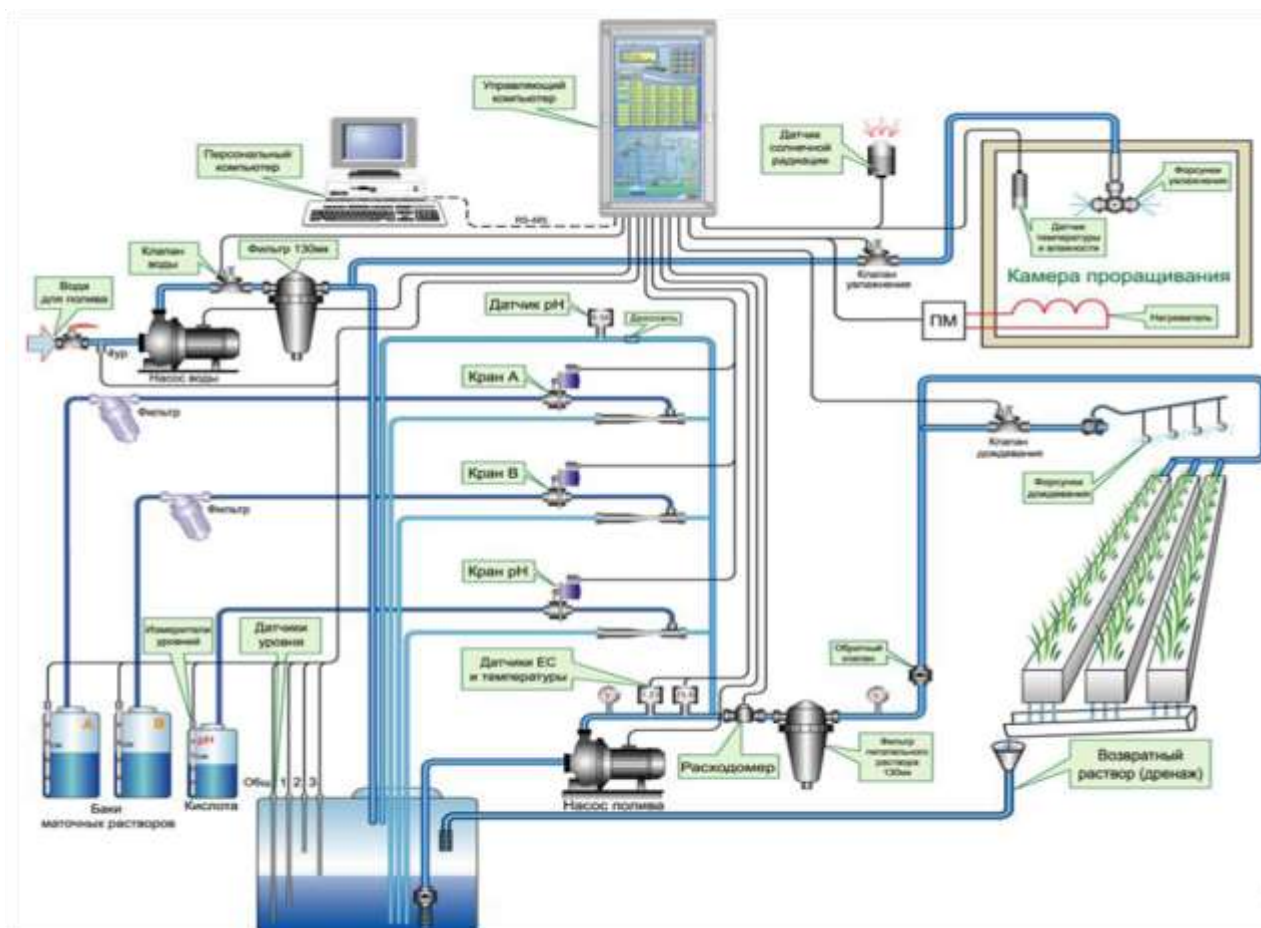 Управляющий
компьютер
Персональный
компьютер
RS-485
Датчик
солнечной
радиации
Форсунки
увлажнения
Датчик
температуры
и влажности
Камера проращивания
Клапан
увлажнения
ПМ
Нагреватель
Клапан
воды
Фильтр 130мк
Вода
для полива
Насос воды
Датчик pH
Дроссель
Кран А
Фильтр
Кран В
Фильтр
Кран pH
Клапан
дождевания
Форсунки
дождевания
Измерители
уровней
Датчики
уровня
Датчики ЕС
и температуры
Обратный
клапан
Расходомер
Фильтр
питательного
раствора
130мк
Насос полива
Возвратный
раствор (дренаж)
А
В
pH
Общ 1 2 3
Баки
маточных растворов
Кислота